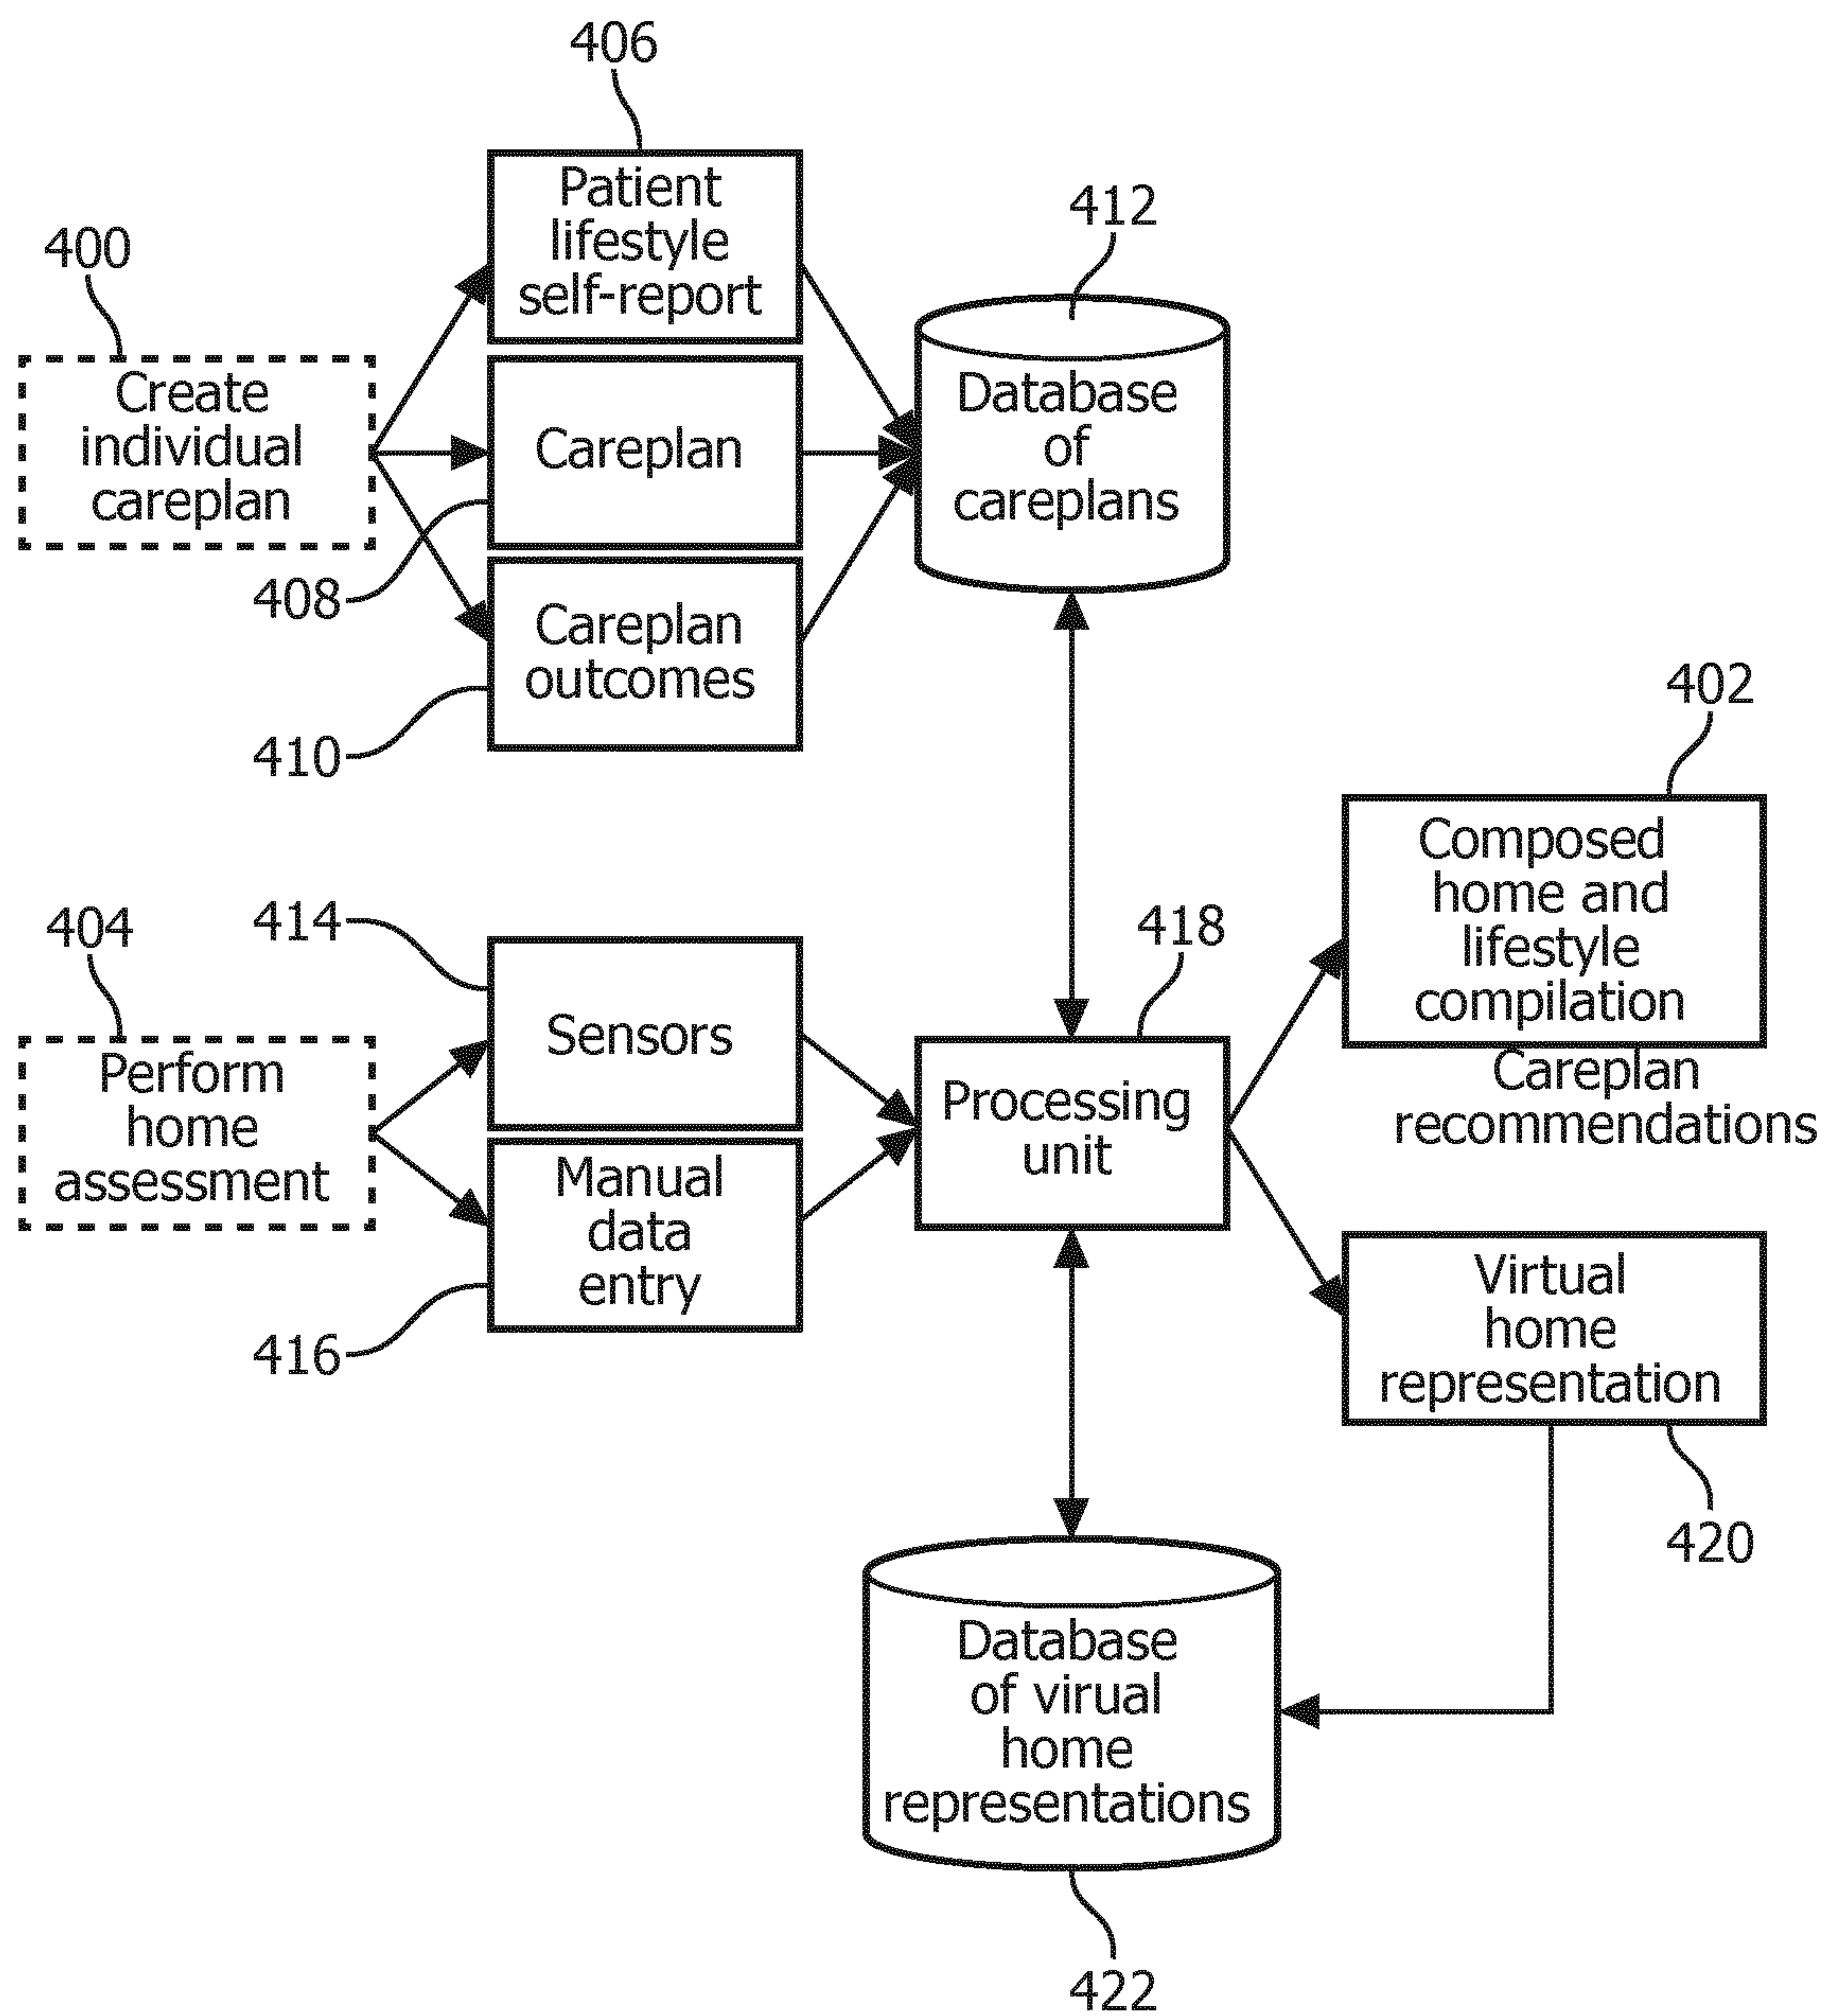 406
Patient
lifestyle
self-report
412
400
Create
individual
careplan
Careplan
Database
of
careplans
408
Careplan
outcomes
410
402
Composed
home and
lifestyle
compilation
Careplan
recommendations
404
Perform
home
assessment
414
Sensors
418
Processing
unit
Manual
data
entry
416
Virtual
home
representation
420
Database
of virual
home
representations
422